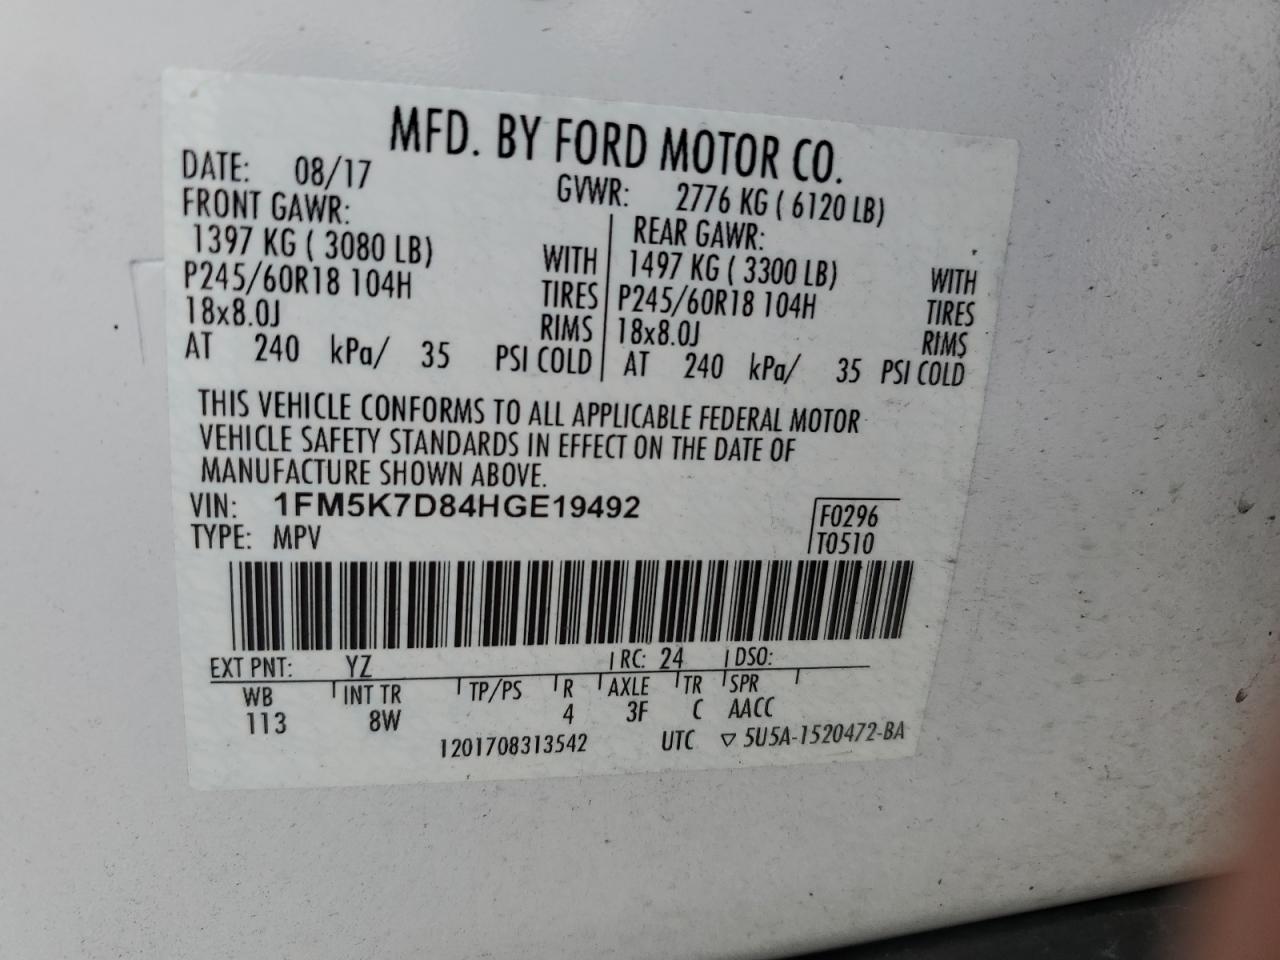 MFD. BY FORD MOTOR CO.
DATE: 08/17 GVWR: 2776 KG ( 6120 LB)
FRONT GAWR: REAR GAWR:
1397 KG ( 3080 LB) WITH 1497 KG ( 3300 LB) WITH
P245/60R18 104H TIRES P245/60R18 104H TIRES
18x8.0J RIMS 18x8.0J RIMS
AT 240 kPa/ 35 PSI COLD AT 240 kPa/ 35 PSI COLD
THIS VEHICLE CONFORMS TO ALL APPLICABLE FEDERAL MOTOR
VEHICLE SAFETY STANDARDS IN EFFECT ON THE DATE OF
MANUFACTURE SHOWN ABOVE.
VIN: 1FM5K7D84HGE19492 F0296
TYPE: MPV T0510
EXT PNT: YZ RC: 24 DSO:
WB INT TR TP/PS R AXLE TR SPR
113 8W 4 3F C AACC
1201708313542 UTC ▽ 5U5A-1520472-BA